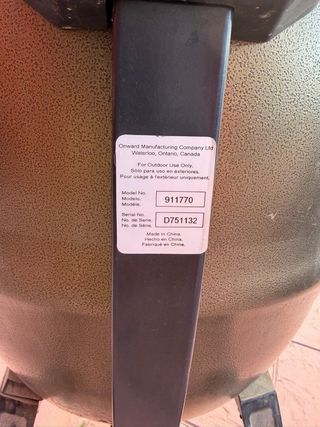 Onward Manufacturing Company Ltd
Waterloo, Ontario, Canada
For Outdoor Use Only.
Sólo para uso en exteriores.
Pour usage à l'extérieur uniquement.
Model No.
Modelo. 911770
Modèle.
Serial No.
No. de Serie. D751132
No. de Série.
Made in China.
Hecho en China.
Fabriqué en Chine.